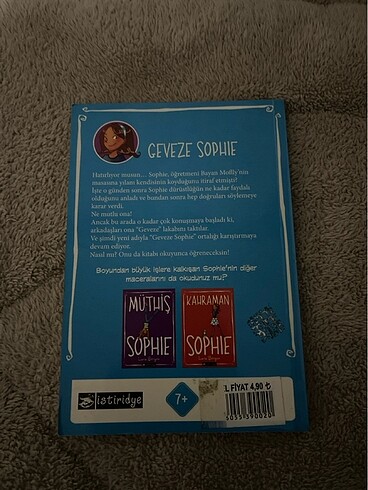 GEVEZE SOPHIE
Hatırlıyor musun... Sophie, öğretmeni Bayan Moffly'nin
masasına yılanı kendisinin koyduğunu itiraf etmişti?
İşte o günden sonra Sophie dürüstlüğün ne kadar faydalı
olduğunu anladı ve bundan sonra hep doğruları söylemeye
karar verdi.
Ne mutlu ona!
Ancak bu arada o kadar çok konuşmaya başladı ki,
arkadaşları ona "Geveze" lakabını taktılar.
Ve şimdi yeni adıyla "Geveze Sophie" ortalığı karıştırmaya
devam ediyor.
Nasıl mı? Onu da kitabı okuyunca öğreneceksin!
Boyundan büyük işlere kalkışan Sophie'nin diğer
maceralarını da okudunuz mu?
MÜTHİŞ
SOPHIE
KAHRAMAN
SOPHIE
istiridye
7+
FİYAT 4,90 ₺